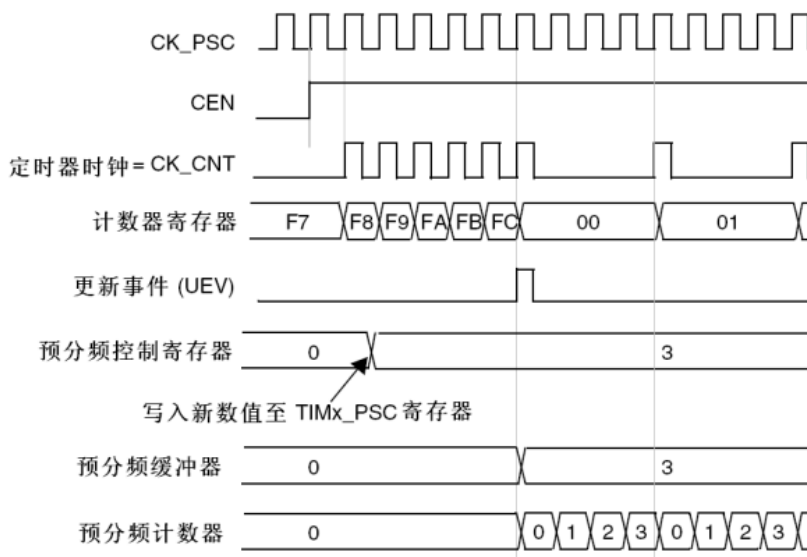 CK_PSC
CEN
定时器时钟= CK_CNT
计数器寄存器 F7 F8 F9 FA FB FC 00 01
更新事件 (UEV)
预分频控制寄存器 0 3
写入新数值至 TIMx_PSC 寄存器
预分频缓冲器 0 3
预分频计数器 0 0 1 2 3 0 1 2 3